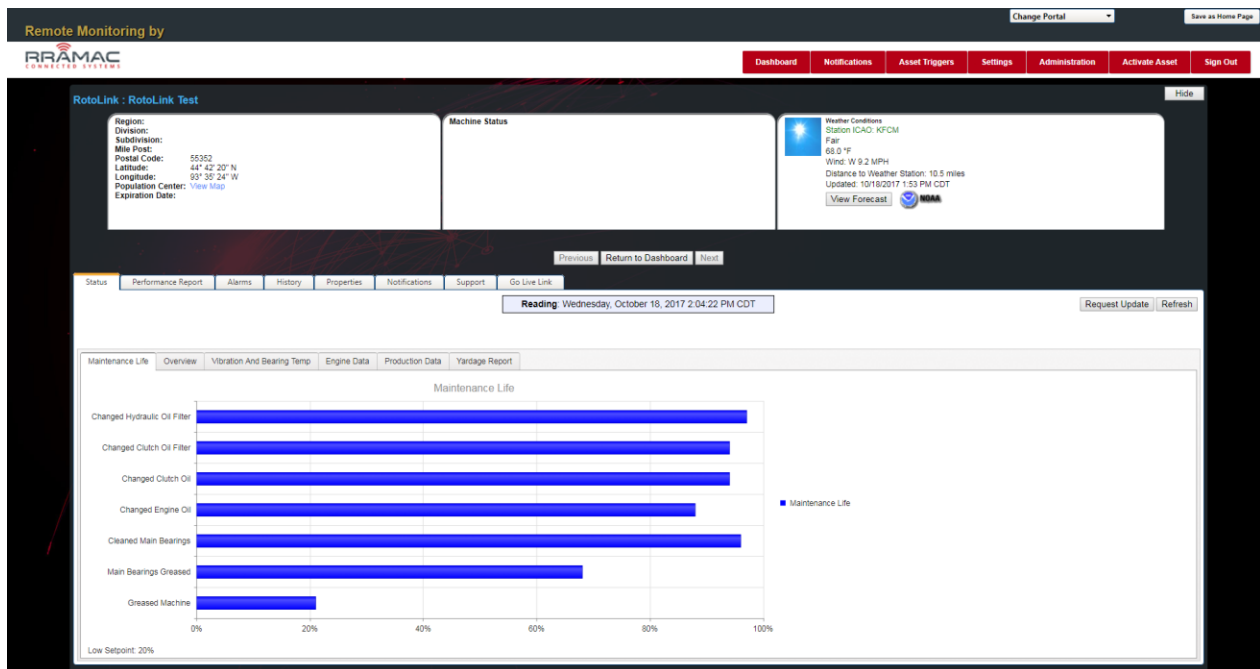 Change Portal
Save as Home Page
Remote Monitoring by
RRAMAC
CONNECTED SYSTEMS
Dashboard Notifications Asset Triggers Settings Administration Activate Asset Sign Out
RotoLink : RotoLink Test
Hide
Region:
Division:
Subdivision:
Mile Post:
Postal Code: 55352
Latitude: 44° 42' 20" N
Longitude: 93° 35' 24" W
Population Center: View Map
Expiration Date:
Machine Status
Weather Conditions
Station ICAO: KFCM
Fair
68.0 °F
Wind: W 9.2 MPH
Distance to Weather Station: 10.5 miles
Updated: 10/18/2017 1:53 PM CDT
View Forecast NOAA
Previous Return to Dashboard Next
Status Performance Report Alarms History Properties Notifications Support Go Live Link
Reading: Wednesday, October 18, 2017 2:04:22 PM CDT
Request Update Refresh
Maintenance Life Overview Vibration And Bearing Temp Engine Data Production Data Yardage Report
Maintenance Life
Changed Hydraulic Oil Filter
Changed Clutch Oil Filter
Changed Clutch Oil
Changed Engine Oil
Cleaned Main Bearings
Main Bearings Greased
Greased Machine
0% 20% 40% 60% 80% 100%
Maintenance Life
Low Setpoint: 20%